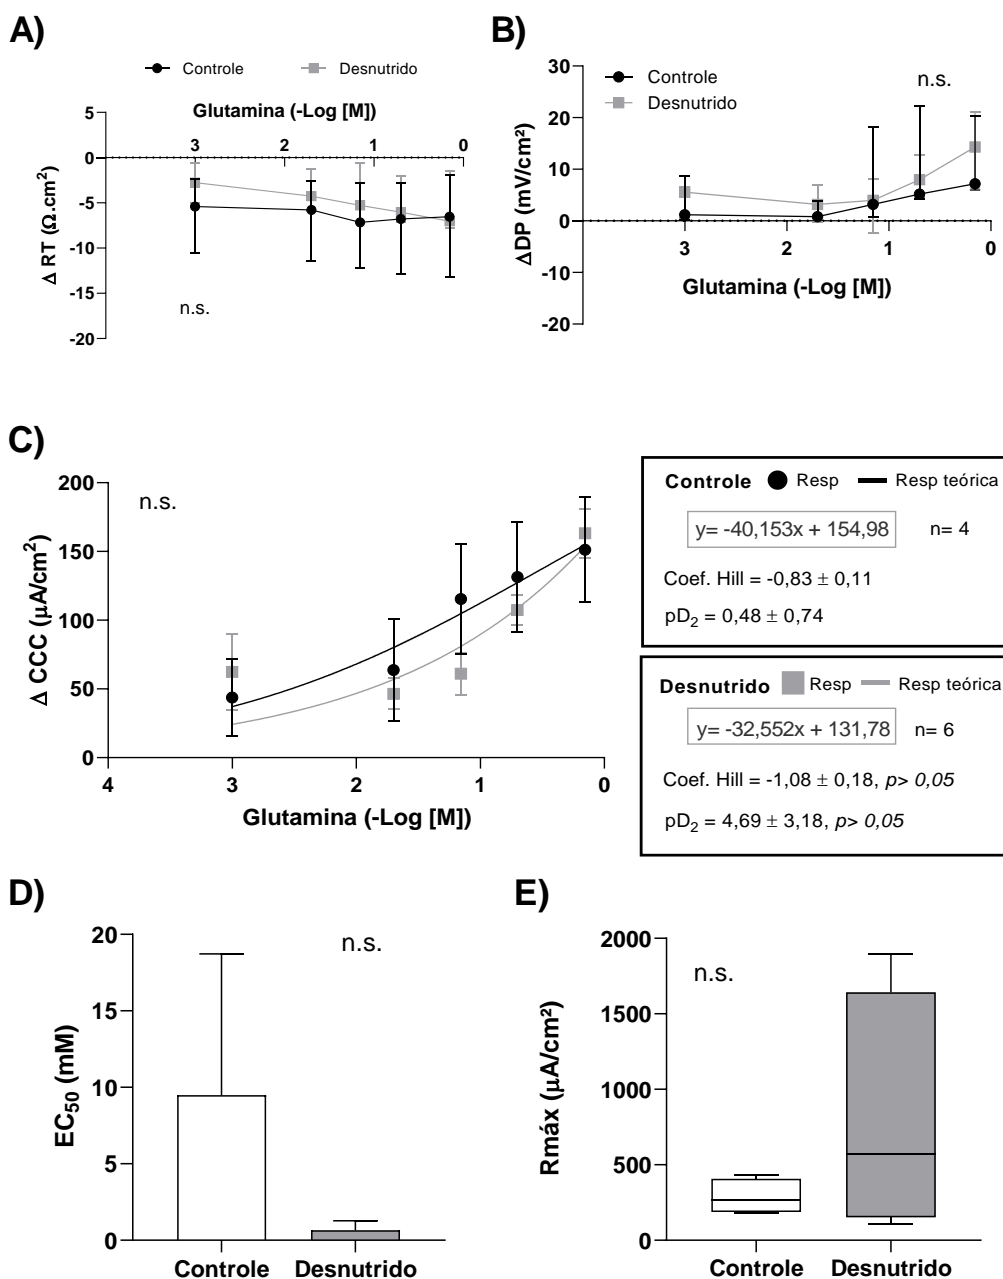 A)
Controle
Desnutrido
Glutamina (-Log [M])
5
3
2
1
0
0
-5
-10
-15
-20
Δ RT (Ω.cm²)
n.s.
B)
30
20
10
0
-10
-20
ΔDP (mV/cm²)
Controle
Desnutrido
n.s.
3
2
1
0
Glutamina (-Log [M])
C)
200
150
100
50
0
Δ CCC (μA/cm²)
n.s.
4
3
2
1
0
Glutamina (-Log [M])
Controle Resp Resp teórica
y= -40,153x + 154,98 n= 4
Coef. Hill = -0,83 ± 0,11
pD₂ = 0,48 ± 0,74
Desnutrido Resp Resp teórica
y= -32,552x + 131,78 n= 6
Coef. Hill = -1,08 ± 0,18, p> 0,05
pD₂ = 4,69 ± 3,18, p> 0,05
D)
20
15
10
5
0
EC₅₀ (mM)
n.s.
Controle Desnutrido
E)
2000
1500
1000
500
0
Rmáx (μA/cm²)
n.s.
Controle Desnutrido